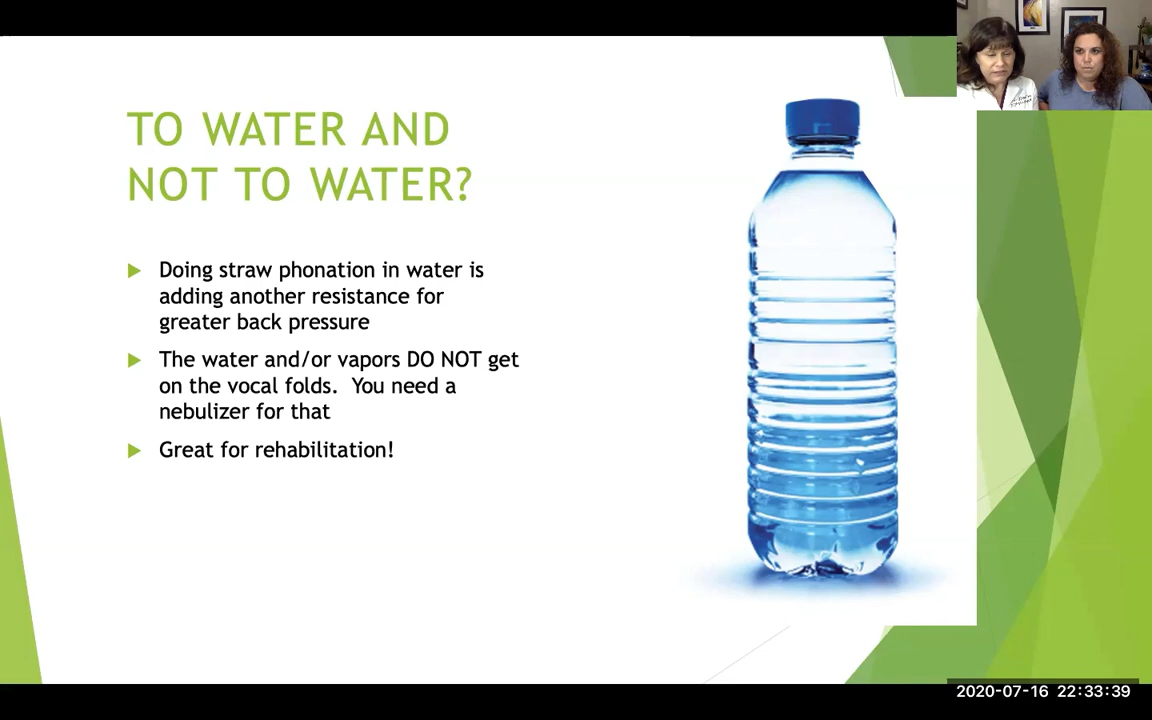 TO WATER AND
NOT TO WATER?
Doing straw phonation in water is
adding another resistance for
greater back pressure
The water and/or vapors DO NOT get
on the vocal folds.  You need a
nebulizer for that
Great for rehabilitation!
2020-07-16 22:33:39